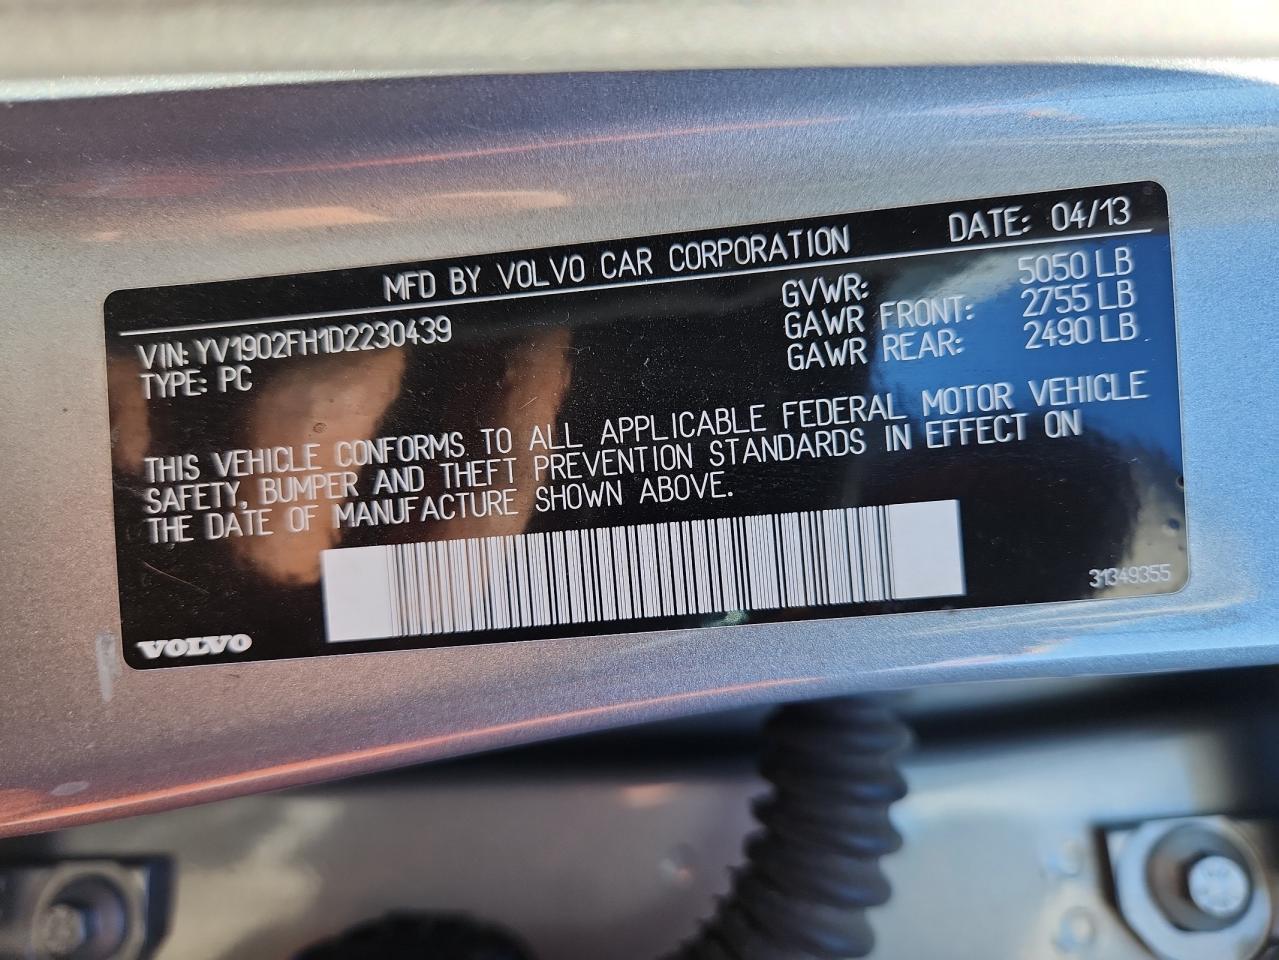 MFD BY VOLVO CAR CORPORATION DATE: 04/13
VIN: YV1902FH1D2230439 GVWR: 5050 LB
TYPE: PC GAWR FRONT: 2755 LB
GAWR REAR: 2490 LB
THIS VEHICLE CONFORMS TO ALL APPLICABLE FEDERAL MOTOR VEHICLE
SAFETY, BUMPER AND THEFT PREVENTION STANDARDS IN EFFECT ON
THE DATE OF MANUFACTURE SHOWN ABOVE.
31349355
VOLVO